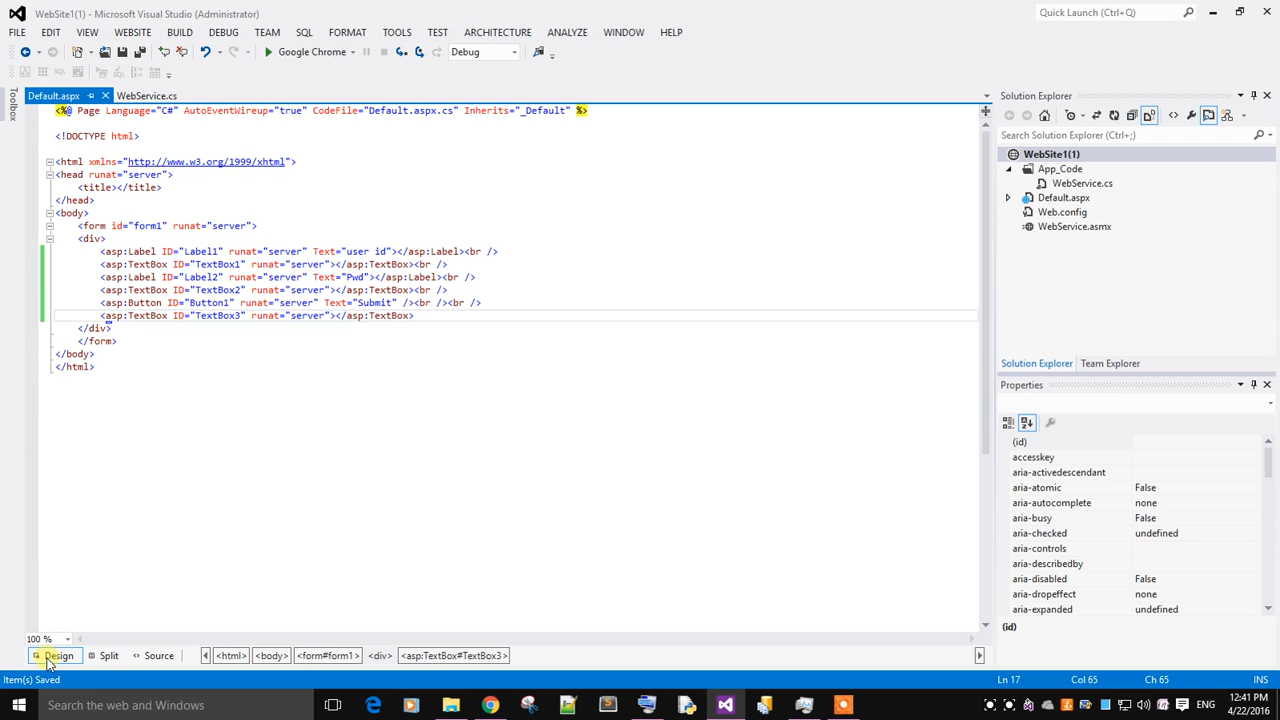 WebSite1(1) - Microsoft Visual Studio (Administrator)
Quick Launch (Ctrl+Q)
FILE EDIT VIEW WEBSITE BUILD DEBUG TEAM SQL FORMAT TOOLS TEST ARCHITECTURE ANALYZE WINDOW HELP
Google Chrome Debug
Toolbox
Default.aspx WebService.cs
<%@ Page Language="C#" AutoEventWireup="true" CodeFile="Default.aspx.cs" Inherits="_Default" %>
<!DOCTYPE html>
<html xmlns="http://www.w3.org/1999/xhtml">
<head runat="server">
<title></title>
</head>
<body>
<form id="form1" runat="server">
<div>
<asp:Label ID="Label1" runat="server" Text="user id"></asp:Label><br />
<asp:TextBox ID="TextBox1" runat="server"></asp:TextBox><br />
<asp:Label ID="Label2" runat="server" Text="Pwd"></asp:Label><br />
<asp:TextBox ID="TextBox2" runat="server"></asp:TextBox><br />
<asp:Button ID="Button1" runat="server" Text="Submit" /><br /><br />
<asp:TextBox ID="TextBox3" runat="server"></asp:TextBox>
</div>
</form>
</body>
</html>
100 %
Design Split Source <html> <body> <form#form1> <div> <asp:TextBox#TextBox3>
Solution Explorer
Search Solution Explorer (Ctrl+;)
WebSite1(1)
App_Code
WebService.cs
Default.aspx
Web.config
WebService.asmx
Solution Explorer Team Explorer
Properties
(id)
accesskey
aria-activedescendant
aria-atomic False
aria-autocomplete none
aria-busy False
aria-checked undefined
aria-controls
aria-describedby
aria-disabled False
aria-dropeffect none
aria-expanded undefined
(id)
Item(s) Saved Ln 17 Col 65 Ch 65 INS
Search the web and Windows
ENG
12:41 PM
4/22/2016